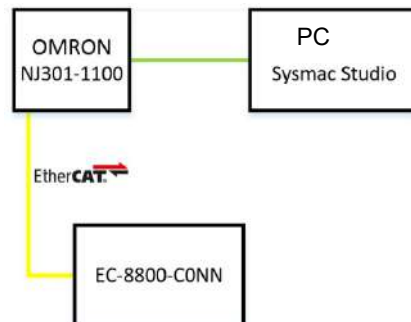 OMRON
NJ301-1100
PC
Sysmac Studio
EtherCAT
EC-8800-C0NN